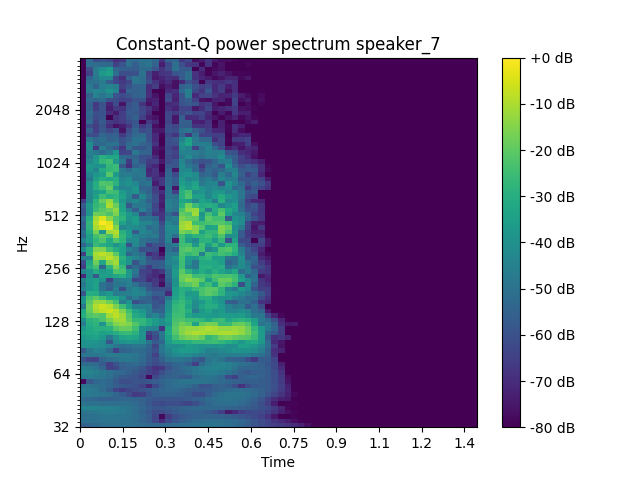 Constant-Q power spectrum speaker_7
Hz
2048
1024
512
256
128
64
32
0 0.15 0.3 0.45 0.6 0.75 0.9 1.1 1.2 1.4
Time
+0 dB
-10 dB
-20 dB
-30 dB
-40 dB
-50 dB
-60 dB
-70 dB
-80 dB